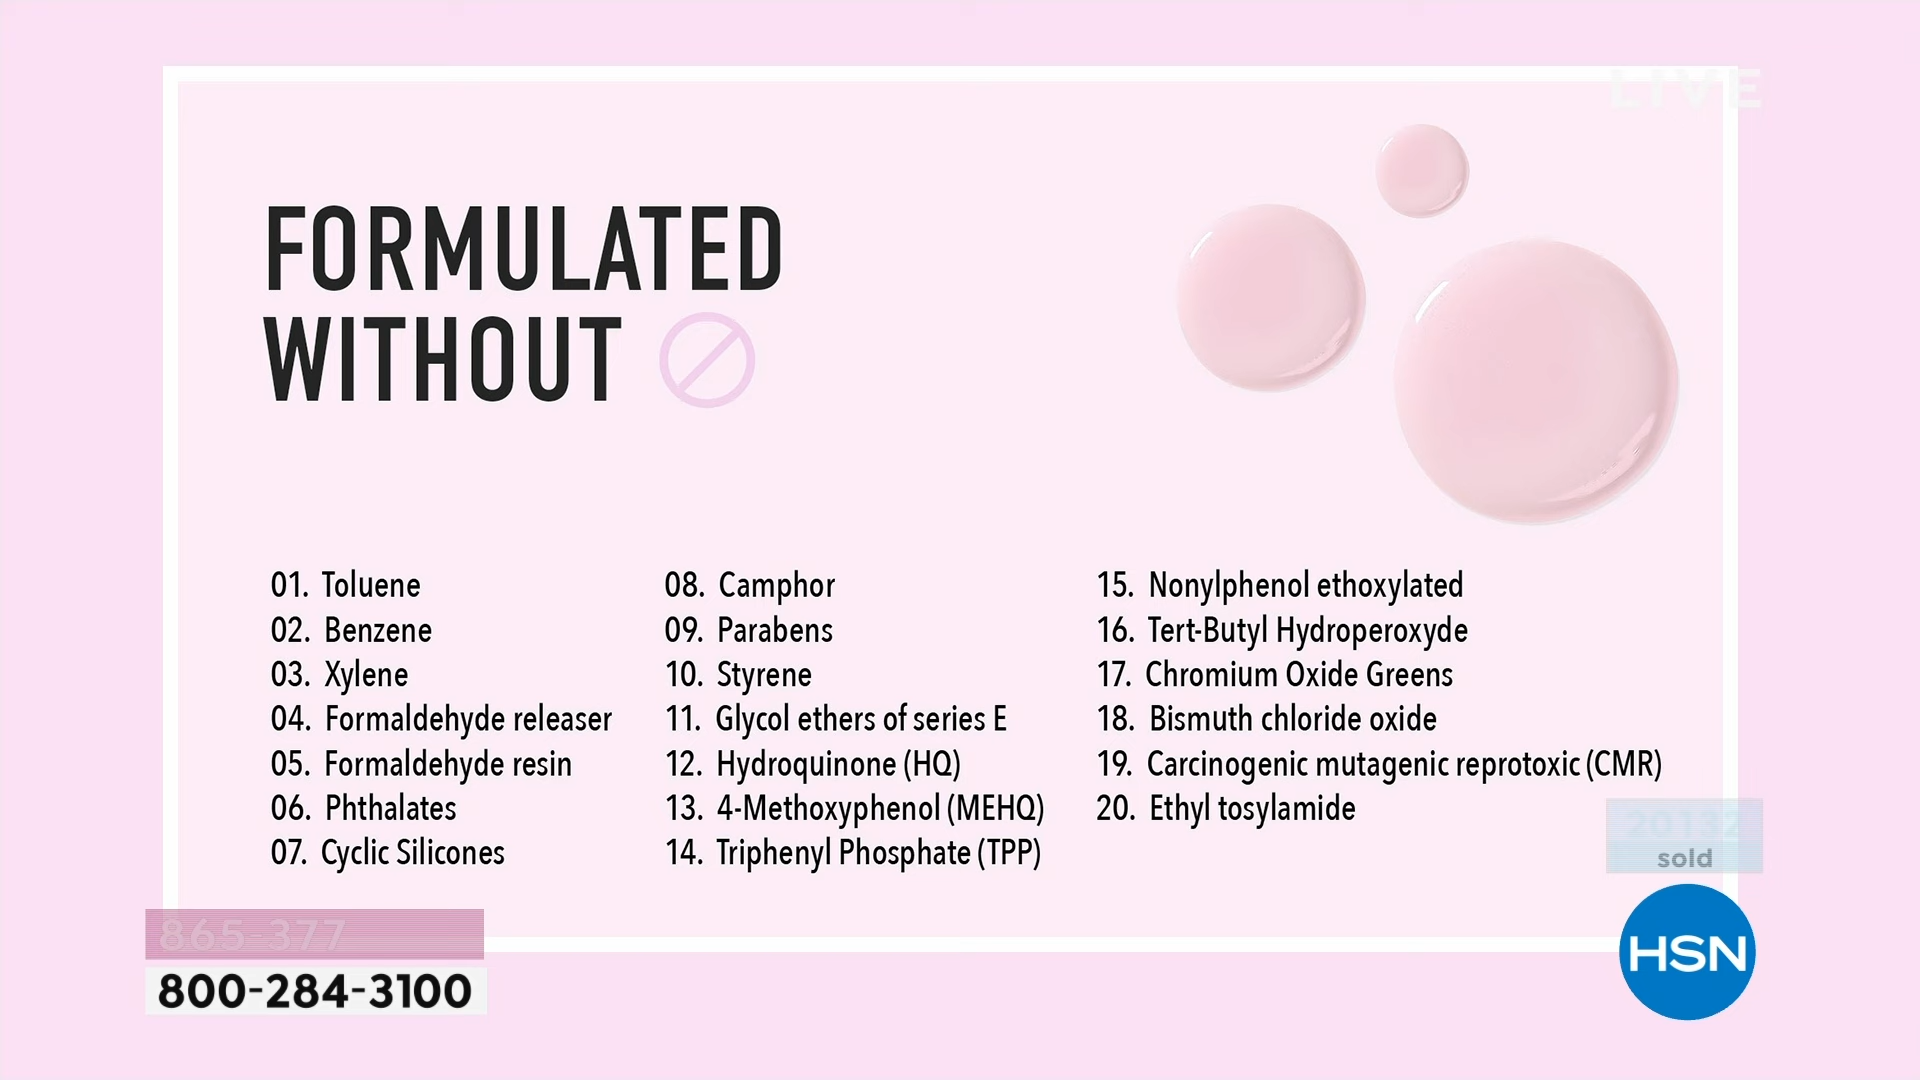 LIVE
FORMULATED
WITHOUT
01. Toluene
02. Benzene
03. Xylene
04. Formaldehyde releaser
05. Formaldehyde resin
06. Phthalates
07. Cyclic Silicones
08. Camphor
09. Parabens
10. Styrene
11. Glycol ethers of series E
12. Hydroquinone (HQ)
13. 4-Methoxyphenol (MEHQ)
14. Triphenyl Phosphate (TPP)
15. Nonylphenol ethoxylated
16. Tert-Butyl Hydroperoxyde
17. Chromium Oxide Greens
18. Bismuth chloride oxide
19. Carcinogenic mutagenic reprotoxic (CMR)
20. Ethyl tosylamide
sold
865-377
800-284-3100
HSN